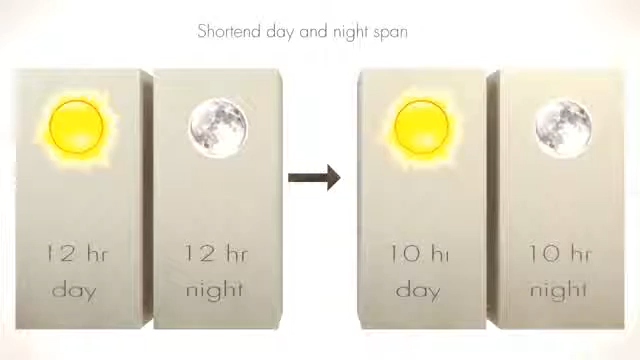 Shortend day and night span
12 hr
day
12 hr
night
10 hr
day
10 hr
night